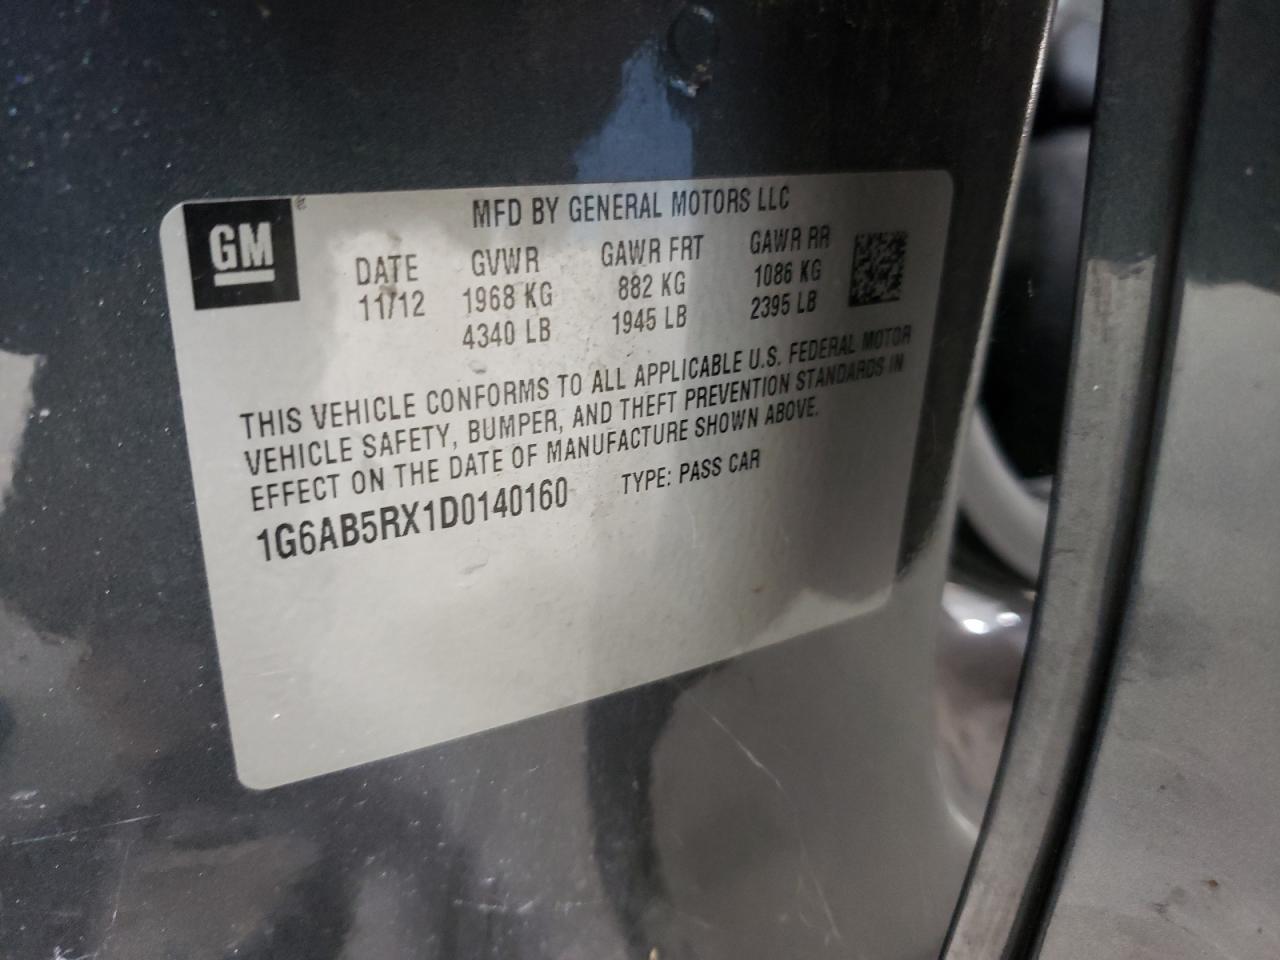 GM
®
MFD BY GENERAL MOTORS LLC
DATE GVWR GAWR FRT GAWR RR
11/12 1968 KG 882 KG 1086 KG
4340 LB 1945 LB 2395 LB
THIS VEHICLE CONFORMS TO ALL APPLICABLE U.S. FEDERAL MOTOR
VEHICLE SAFETY, BUMPER, AND THEFT PREVENTION STANDARDS IN
EFFECT ON THE DATE OF MANUFACTURE SHOWN ABOVE.
1G6AB5RX1D0140160 TYPE: PASS CAR